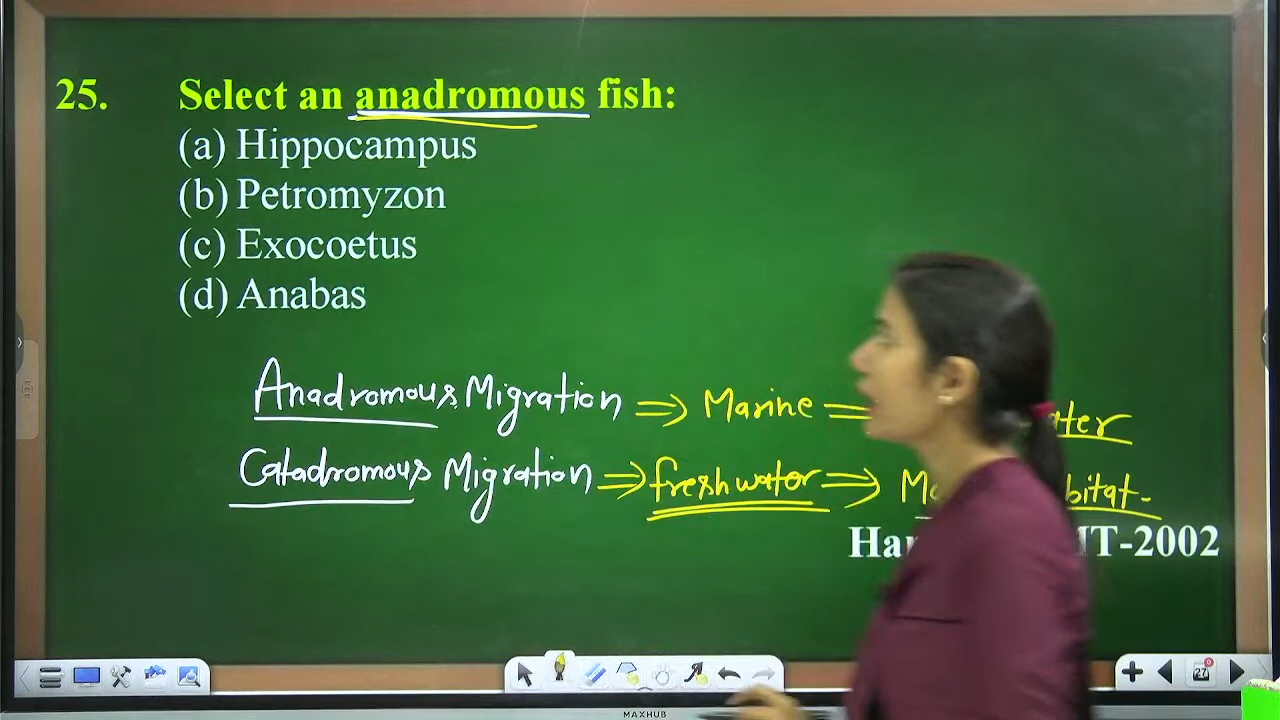 25. Select an anadromous fish:
(a) Hippocampus
(b) Petromyzon
(c) Exocoetus
(d) Anabas
Anadromous Migration ⇒ Marine ⇒
Catadromous Migration ⇒ freshwater ⇒
MT-2002
MAXHUB